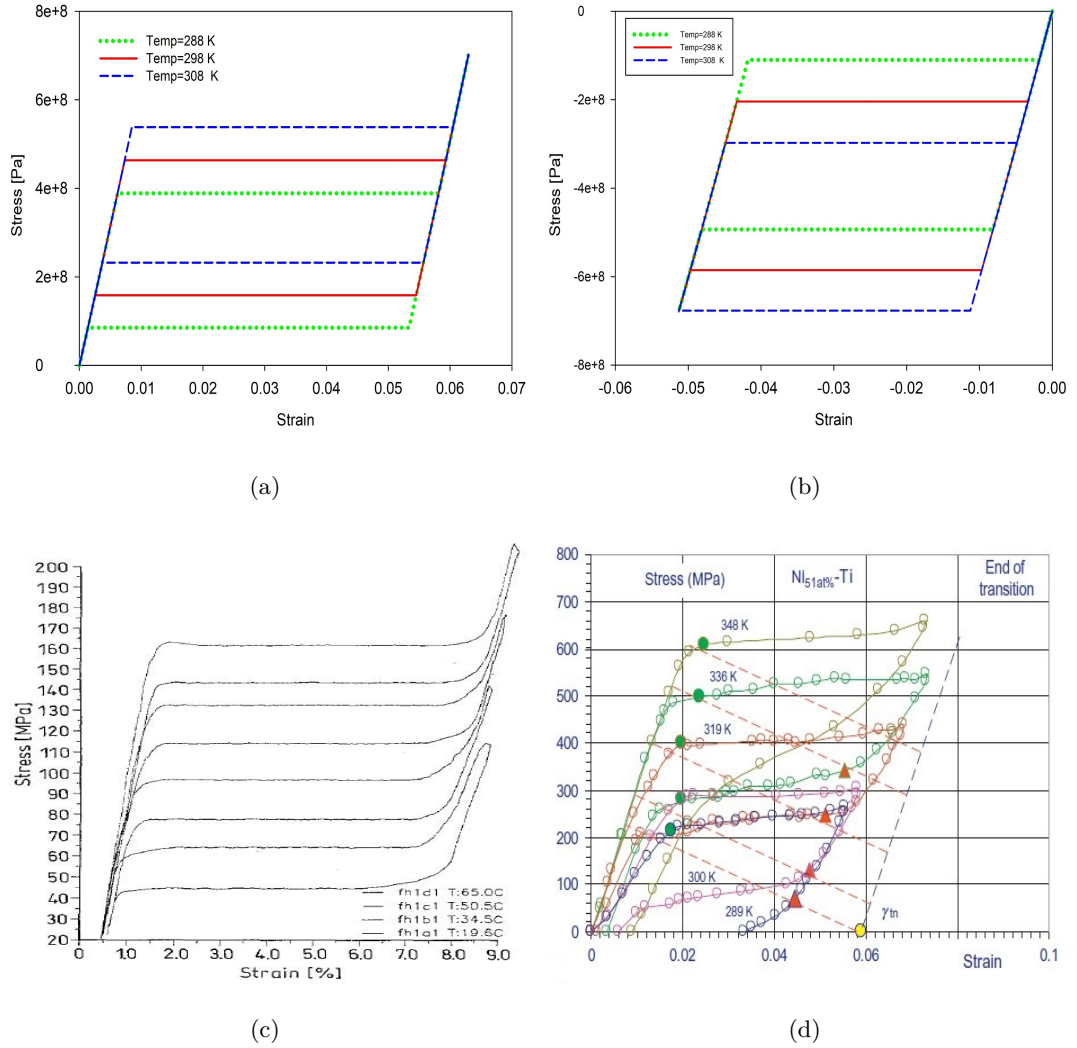 8e+8
6e+8
4e+8
2e+8
0
Stress [Pa]
Temp=288 K
Temp=298 K
Temp=308 K
0.00 0.01 0.02 0.03 0.04 0.05 0.06 0.07
Strain
(a)
0
-2e+8
-4e+8
-6e+8
-8e+8
Stress [Pa]
Temp=288 K
Temp=298 K
Temp=308 K
-0.06 -0.05 -0.04 -0.03 -0.02 -0.01 0.00
Strain
(b)
200
190
180
170
160
150
140
130
120
110
100
90
80
70
60
50
40
30
20
Stress [MPa]
fh1d1 T:65.0C
fh1c1 T:50.5C
fh1b1 T:34.5C
fh1a1 T:19.6C
0 1.0 2.0 3.0 4.0 5.0 6.0 7.0 8.0 9.0
Strain [%]
(c)
800
700
600
500
400
300
200
100
0
Stress (MPa)
Ni51at%-Ti
End of
transition
348 K
336 K
319 K
300 K
289 K
γtn
0 0.02 0.04 0.06 0.1
Strain
(d)